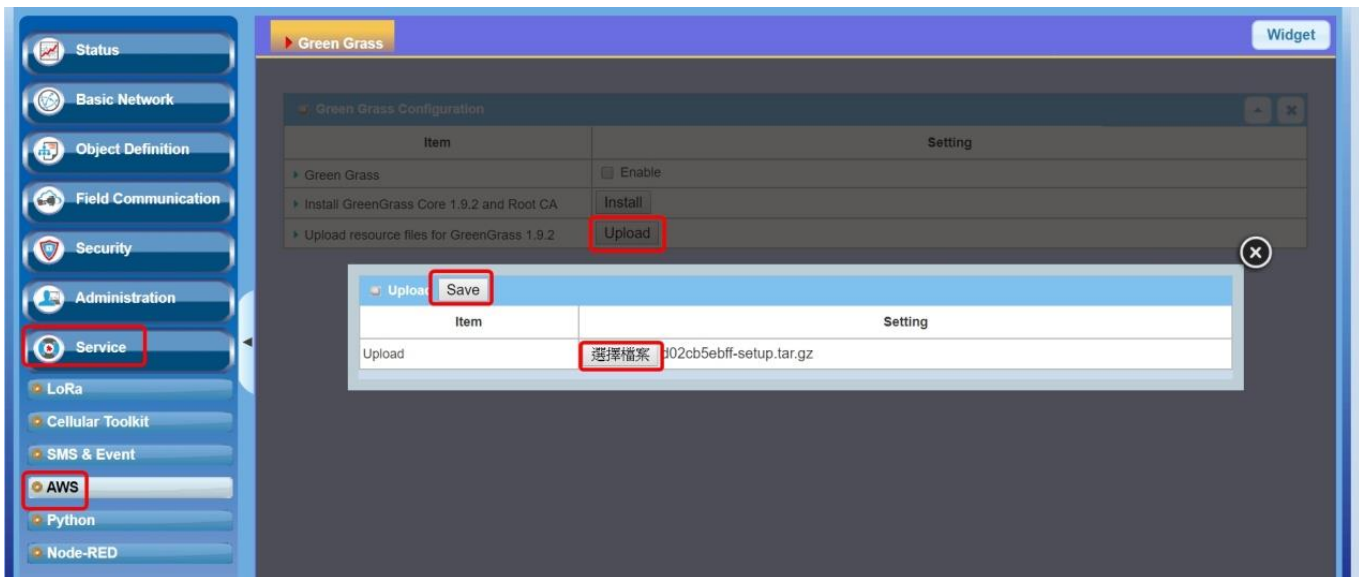 Status
Basic Network
Object Definition
Field Communication
Security
Administration
Service
LoRa
Cellular Toolkit
SMS & Event
AWS
Python
Node-RED
Green Grass
Widget
Green Grass Configuration
Item Setting
Green Grass Enable
Install GreenGrass Core 1.9.2 and Root CA Install
Upload resource files for GreenGrass 1.9.2 Upload
Upload Save
Item Setting
Upload 選擇檔案 d02cb5ebff-setup.tar.gz